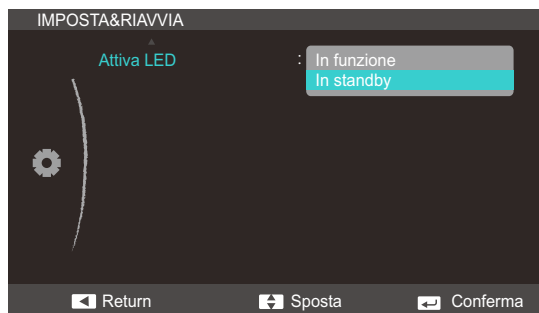 IMPOSTA&RIAVVIA
Attiva LED : In funzione
In standby
Return Sposta Conferma